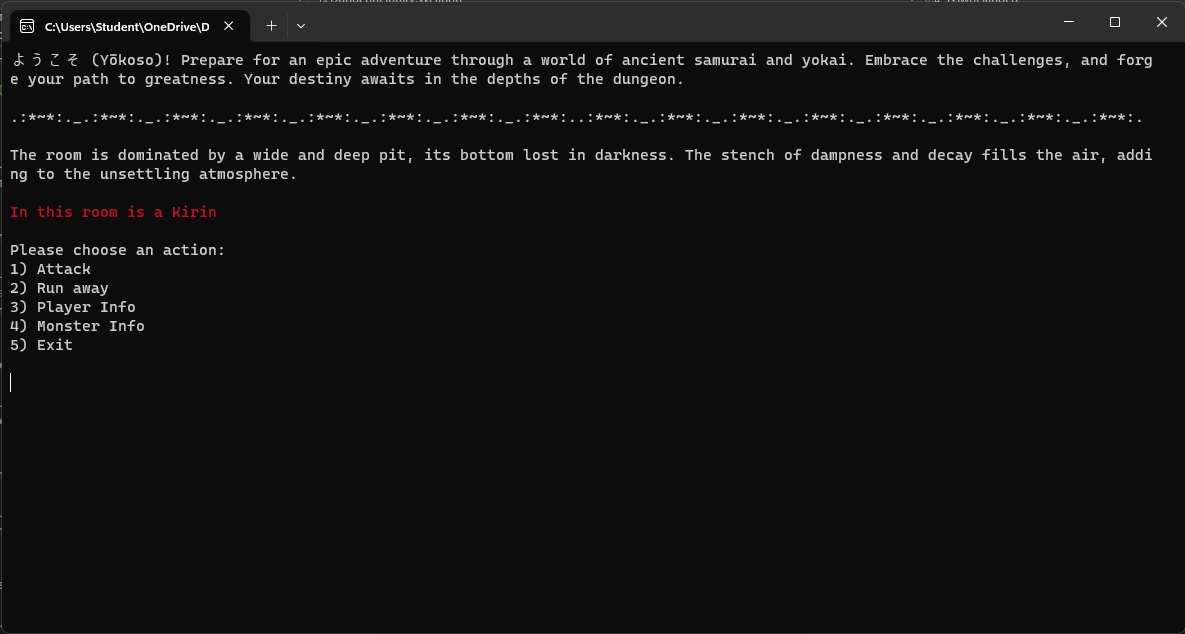 C:\Users\Student\OneDrive\D
ようこそ (Yōkoso)! Prepare for an epic adventure through a world of ancient samurai and yokai. Embrace the challenges, and forg
e your path to greatness. Your destiny awaits in the depths of the dungeon.
.:*~*:._.:*~*:._.:*~*:._.:*~*:._.:*~*:._.:*~*:._.:*~*:._.:*~*:..:*~*:._.:*~*:._.:*~*:._.:*~*:._.:*~*:._.:*~*:._.:*~*:._.:*~*:.
The room is dominated by a wide and deep pit, its bottom lost in darkness. The stench of dampness and decay fills the air, addi
ng to the unsettling atmosphere.
In this room is a Kirin
Please choose an action:
1) Attack
2) Run away
3) Player Info
4) Monster Info
5) Exit